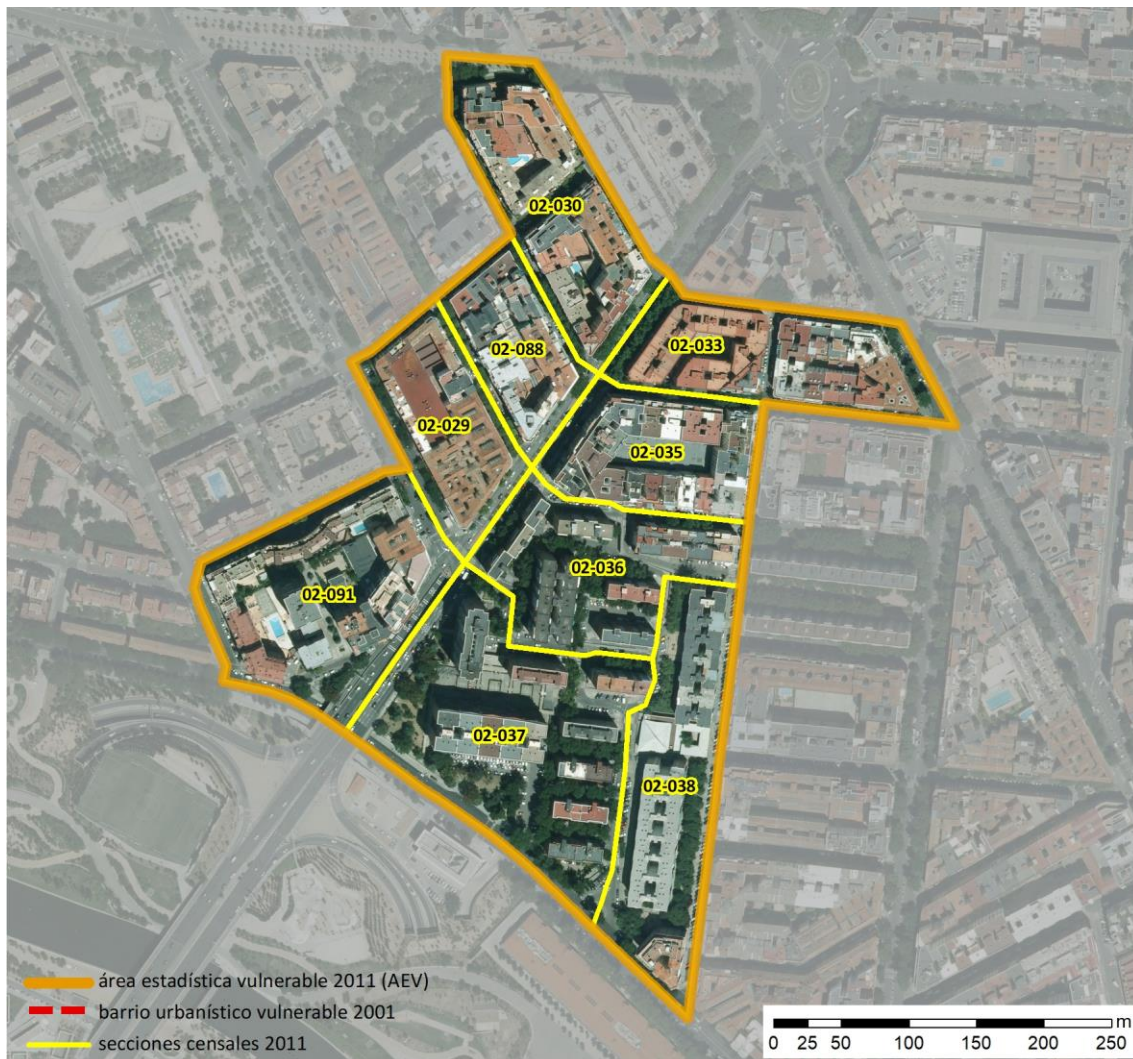 02-030
02-033
02-088
02-029
02-035
02-036
02-091
02-037
02-038
área estadística vulnerable 2011 (AEV)
barrio urbanístico vulnerable 2001
secciones censales 2011
m
0 25 50 100 150 200 250